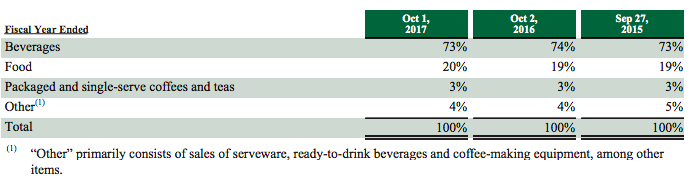 Fiscal Year Ended Oct 1, 2017 Oct 2, 2016 Sep 27, 2015
Beverages 73% 74% 73%
Food 20% 19% 19%
Packaged and single-serve coffees and teas 3% 3% 3%
Other(1) 4% 4% 5%
Total 100% 100% 100%
(1) “Other” primarily consists of sales of serveware, ready-to-drink beverages and coffee-making equipment, among other
items.